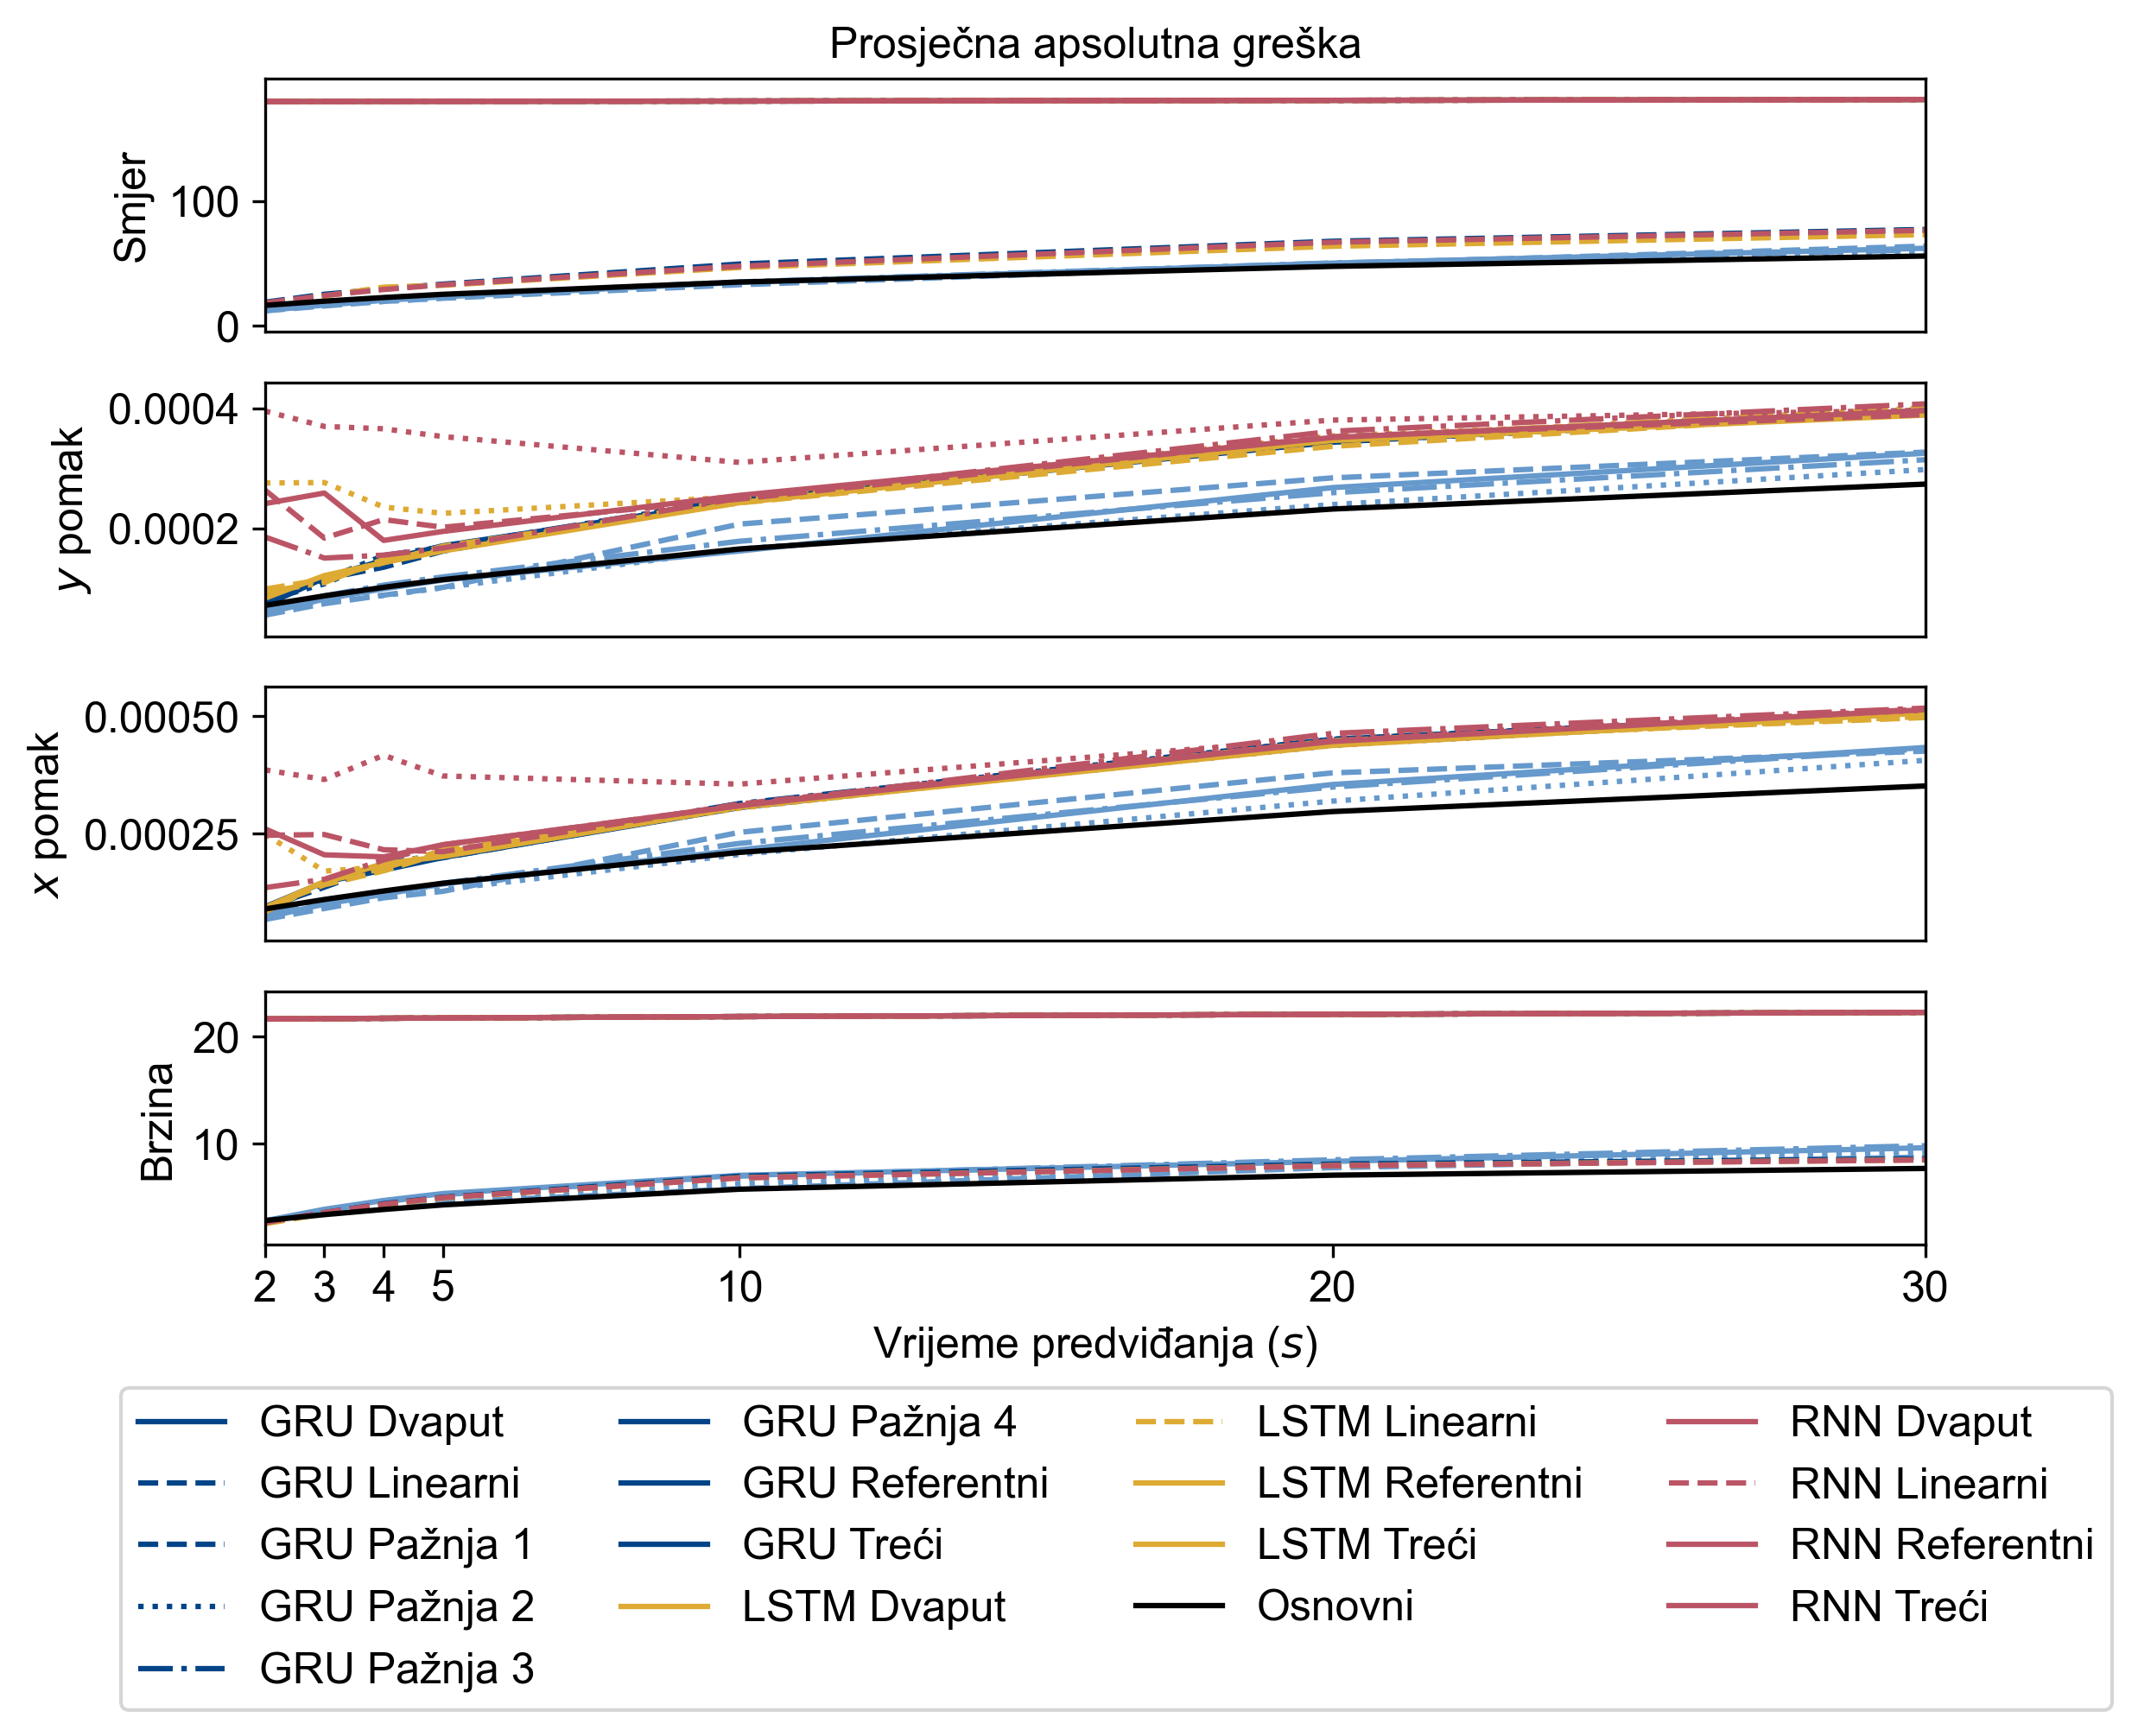 Prosječna apsolutna greška
Smjer
100
0
y pomak
0.0004
0.0002
x pomak
0.00050
0.00025
Brzina
20
10
2 3 4 5 10 20 30
Vrijeme predviđanja (s)
GRU Dvaput
GRU Linearni
GRU Pažnja 1
GRU Pažnja 2
GRU Pažnja 3
GRU Pažnja 4
GRU Referentni
GRU Treći
LSTM Dvaput
LSTM Linearni
LSTM Referentni
LSTM Treći
Osnovni
RNN Dvaput
RNN Linearni
RNN Referentni
RNN Treći